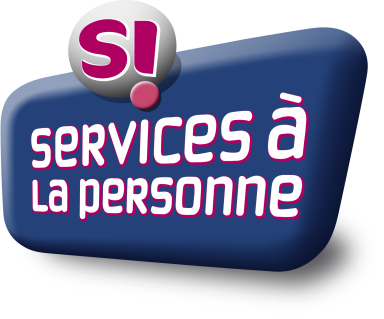 SI
SERVICES à
LA PERSONNE